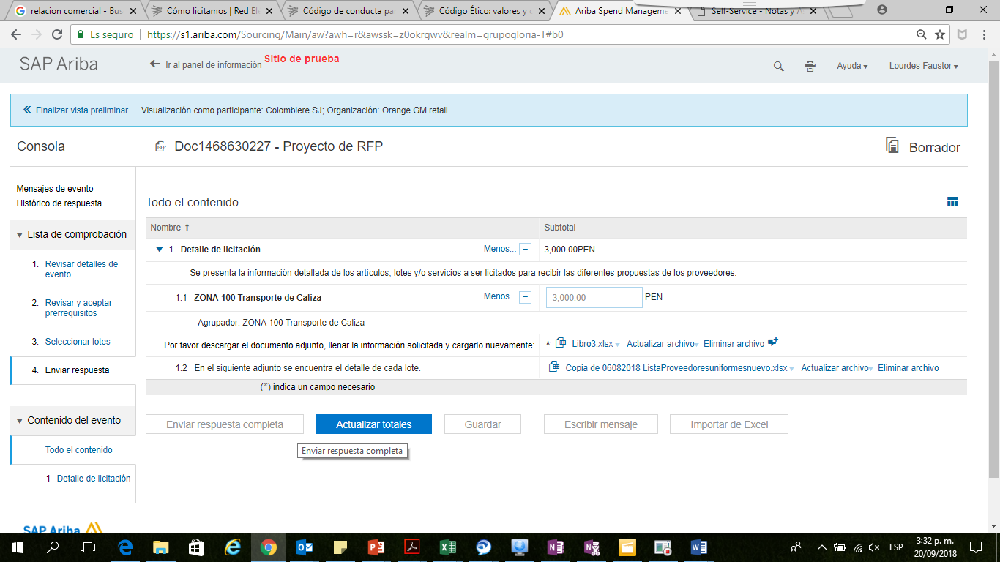 relacion comercial - Bus
Cómo licitamos | Red Ele
Código de conducta par
Código Ético: valores y c
Ariba Spend Manageme
Self-Service - Notas y A
Es seguro
https://s1.ariba.com/Sourcing/Main/aw?awh=r&awssk=z0okrgwv&realm=grupogloria-T#b0
SAP Ariba
Ir al panel de información
Sitio de prueba
Ayuda
Lourdes Faustor
Finalizar vista preliminar
Visualización como participante: Colombiere SJ; Organización: Orange GM retail
Consola
RFP
Doc1468630227 - Proyecto de RFP
Borrador
Mensajes de evento
Histórico de respuesta
Lista de comprobación
1. Revisar detalles de
evento
2. Revisar y aceptar
prerrequisitos
3. Seleccionar lotes
4. Enviar respuesta
Contenido del evento
Todo el contenido
1 Detalle de licitación
Todo el contenido
Nombre ↑
Subtotal
1 Detalle de licitación
Menos... −
3,000.00PEN
Se presenta la información detallada de los artículos, lotes y/o servicios a ser licitados para recibir las diferentes propuestas de los proveedores.
1.1 ZONA 100 Transporte de Caliza
Menos... −
3,000.00 PEN
Agrupador: ZONA 100 Transporte de Caliza
Por favor descargar el documento adjunto, llenar la información solicitada y cargarlo nuevamente:
* Libro3.xlsx Actualizar archivo Eliminar archivo
1.2 En el siguiente adjunto se encuentra el detalle de cada lote.
Copia de 06082018 ListaProveedoresuniformesnuevo.xlsx Actualizar archivo Eliminar archivo
(*) indica un campo necesario
Enviar respuesta completa
Actualizar totales
Guardar
Escribir mensaje
Importar de Excel
Enviar respuesta completa
SAP Ariba
ESP
3:32 p. m.
20/09/2018